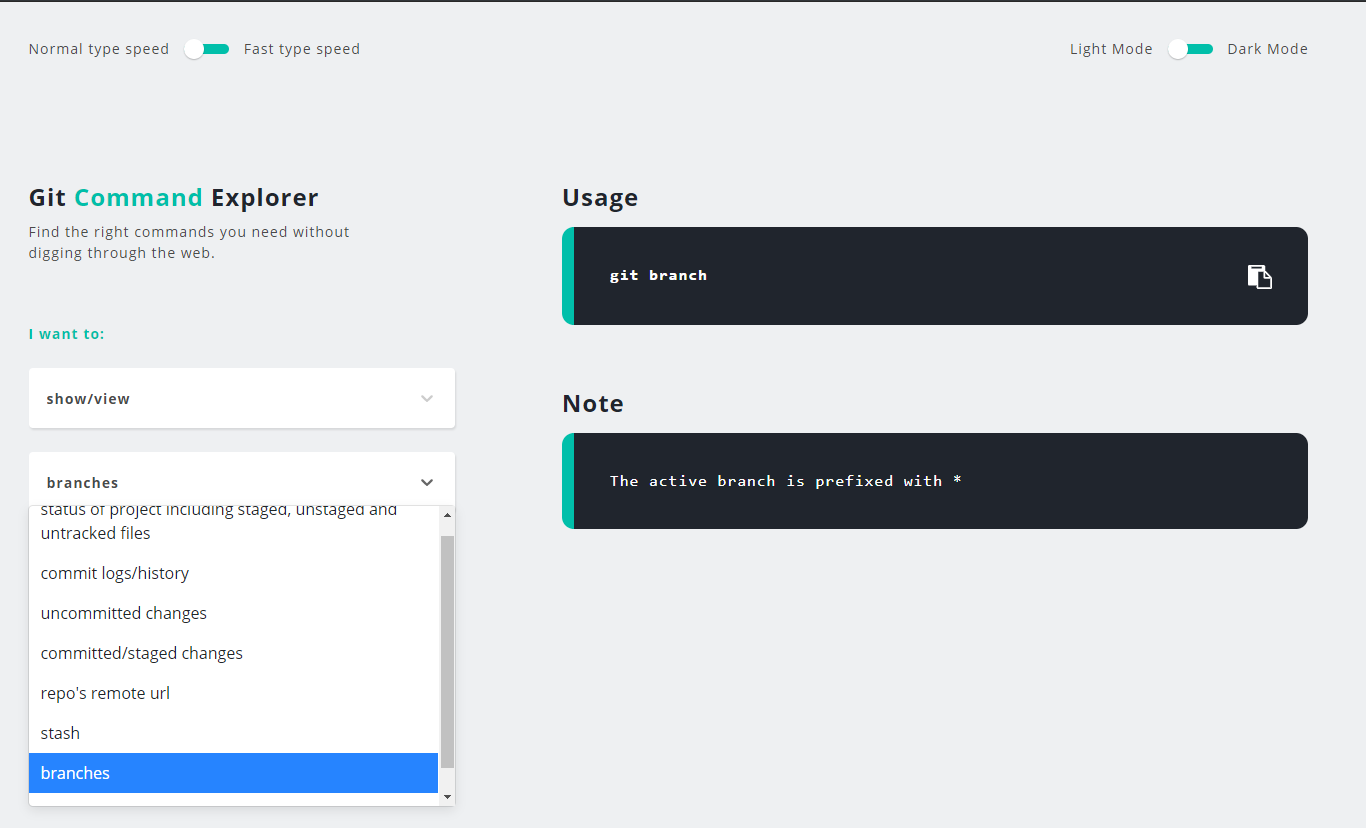 Normal type speed
Fast type speed
Light Mode
Dark Mode
Git Command Explorer
Find the right commands you need without
digging through the web.
I want to:
show/view
branches
status of project including staged, unstaged and
untracked files
commit logs/history
uncommitted changes
committed/staged changes
repo's remote url
stash
branches
Usage
git branch
Note
The active branch is prefixed with *